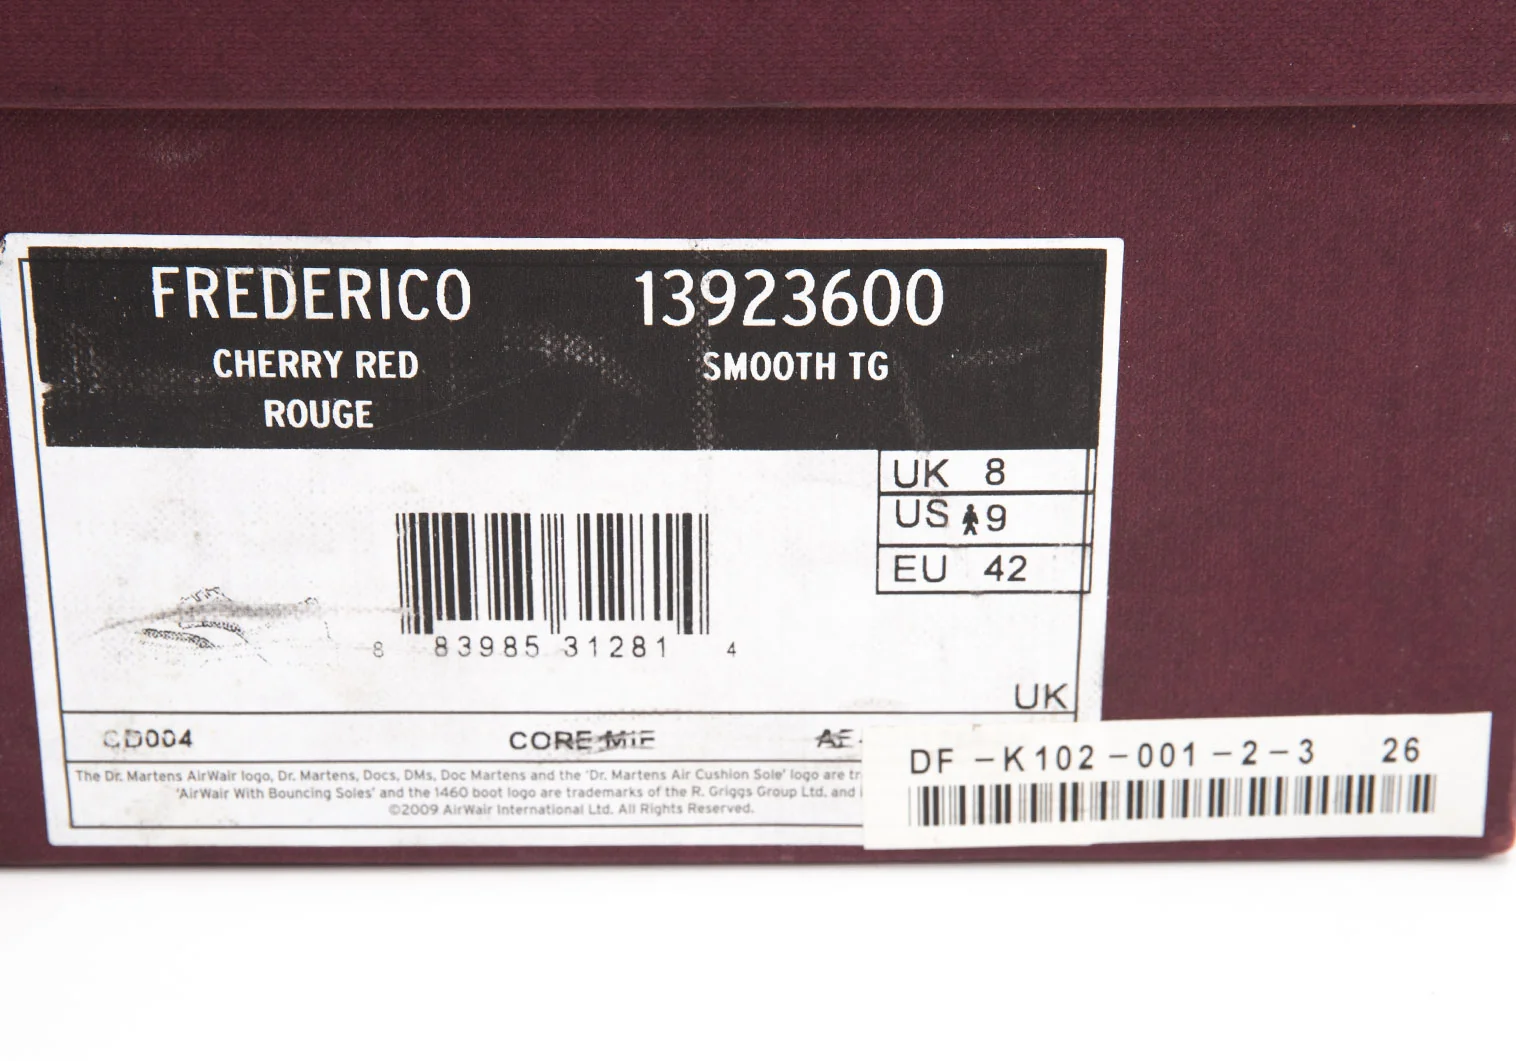 FREDERICO 13923600
CHERRY RED SMOOTH TG
ROUGE
UK 8
US 9
EU 42
8 83985 31281 4
UK
CD004 CORE MIE AF
DF-K102-001-2-3 26
The Dr. Martens AirWair logo, Dr. Martens, Docs, DMs, Doc Martens and the 'Dr. Martens Air Cushion Sole' logo are tr
'AirWair With Bouncing Soles' and the 1460 boot logo are trademarks of the R. Griggs Group Ltd. and
©2009 AirWair International Ltd. All Rights Reserved.